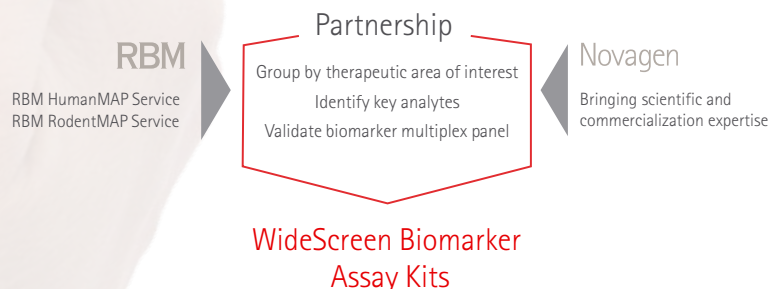 RBM
RBM HumanMAP Service
RBM RodentMAP Service
Partnership
Group by therapeutic area of interest
Identify key analytes
Validate biomarker multiplex panel
Novagen
Bringing scientific and
commercialization expertise
WideScreen Biomarker
Assay Kits